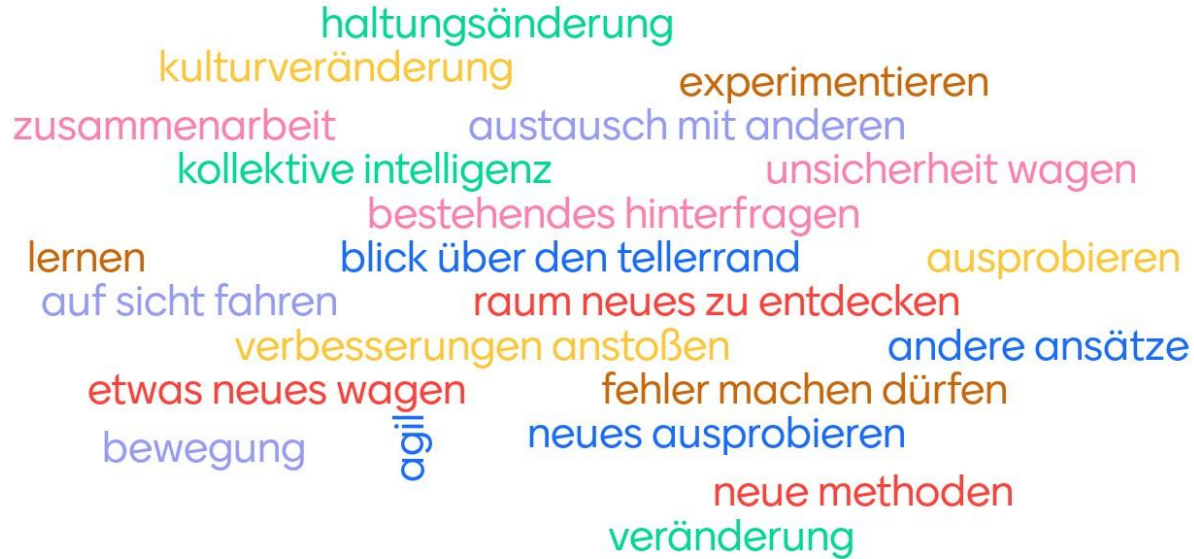 haltungsänderung
kulturveränderung
experimentieren
zusammenarbeit
austausch mit anderen
kollektive intelligenz
unsicherheit wagen
bestehendes hinterfragen
lernen
blick über den tellerrand
ausprobieren
auf sicht fahren
raum neues zu entdecken
verbesserungen anstoßen
andere ansätze
etwas neues wagen
fehler machen dürfen
bewegung
agil
neues ausprobieren
neue methoden
veränderung